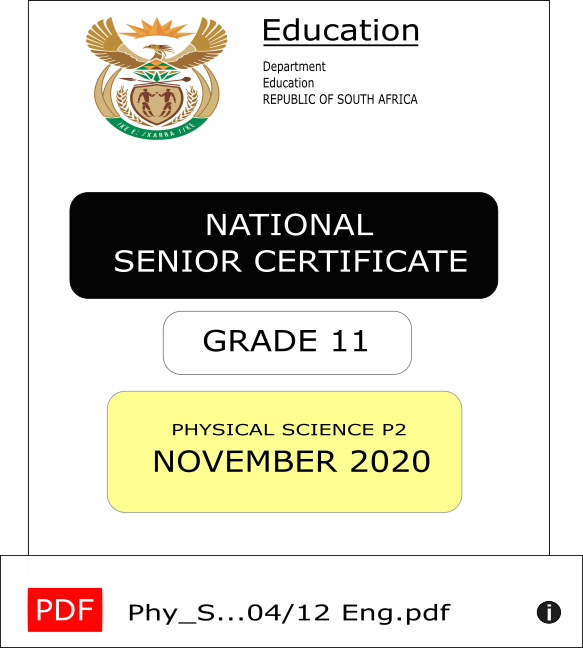 Education
Department
Education
REPUBLIC OF SOUTH AFRICA
!KE E: /XARRA //KE
NATIONAL
SENIOR CERTIFICATE
GRADE 11
PHYSICAL SCIENCE P2
NOVEMBER 2020
PDF Phy_S...04/12 Eng.pdf i